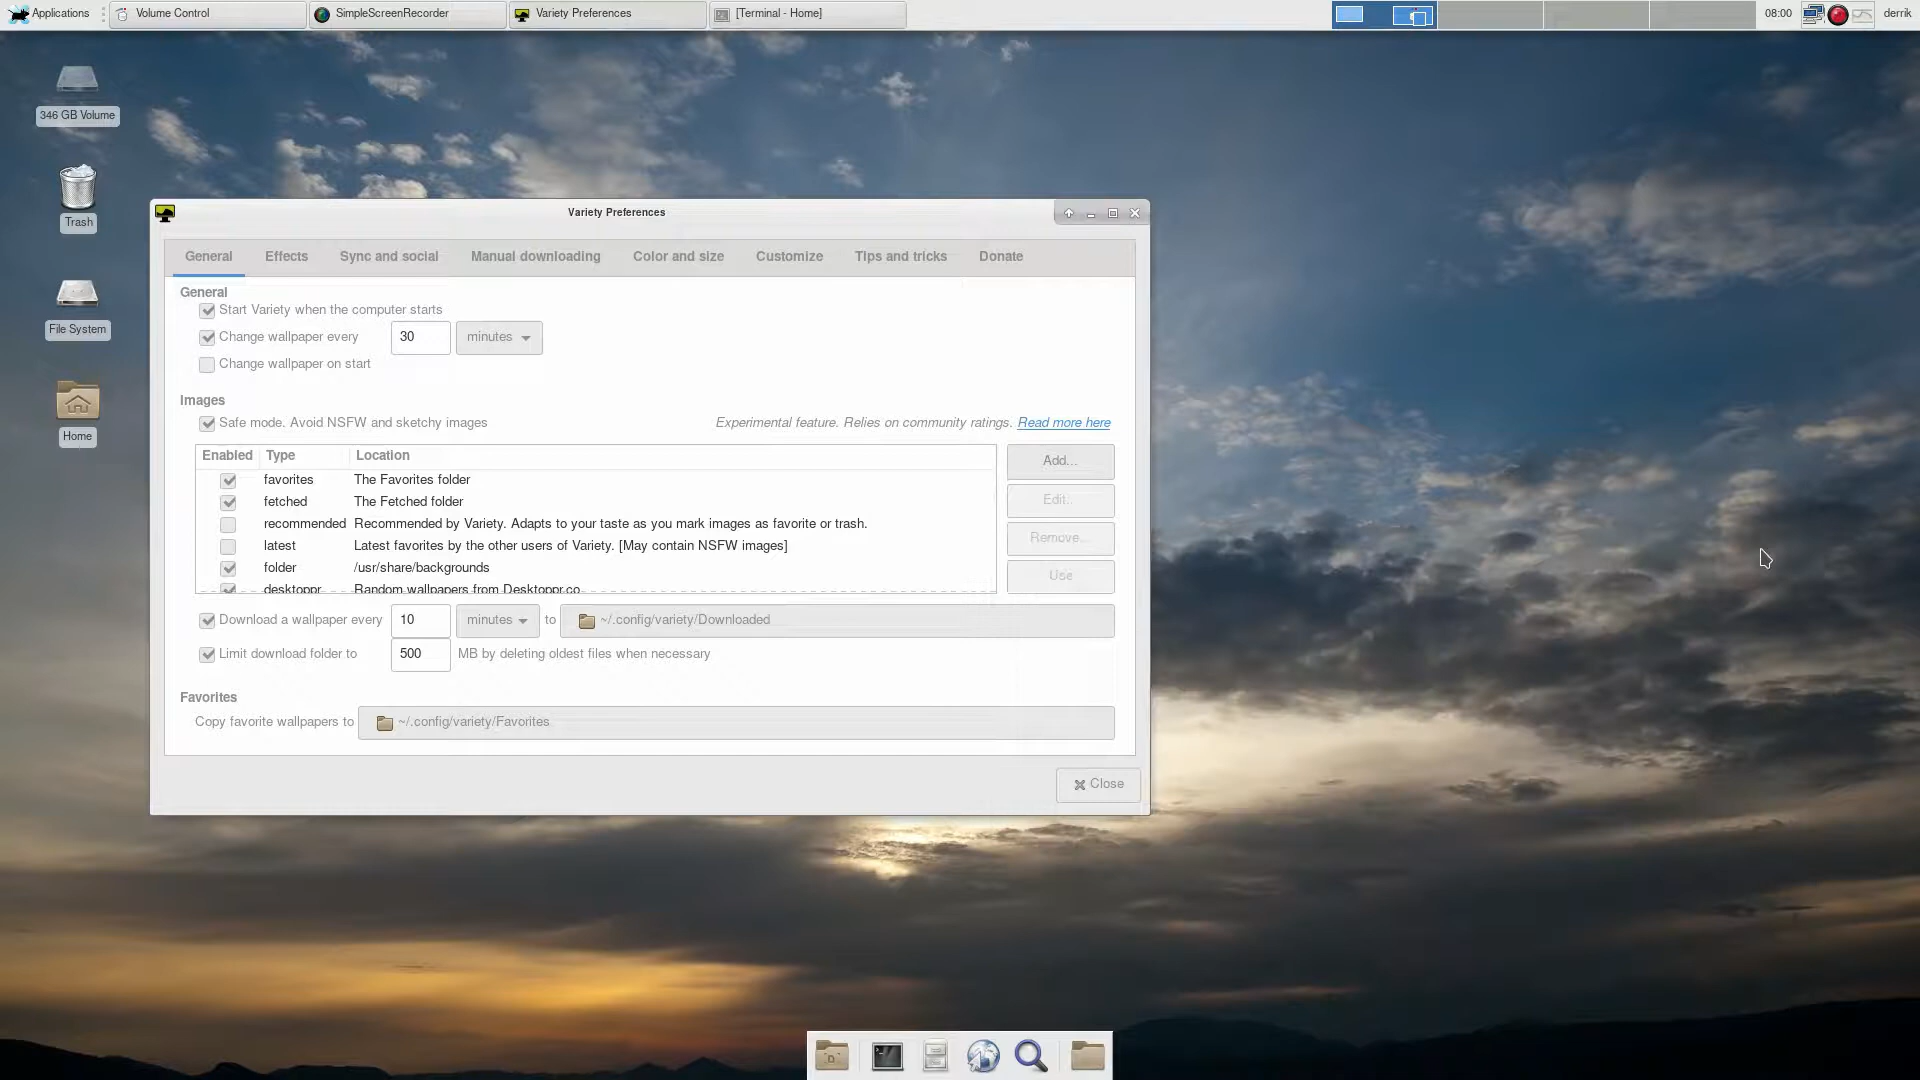 Applications
Volume Control
SimpleScreenRecorder
Variety Preferences
[Terminal - Home]
08:00
derrik
346 GB Volume
Trash
File System
Home
Variety Preferences
General
Effects
Sync and social
Manual downloading
Color and size
Customize
Tips and tricks
Donate
General
Start Variety when the computer starts
Change wallpaper every 30 minutes
Change wallpaper on start
Images
Safe mode. Avoid NSFW and sketchy images
Experimental feature. Relies on community ratings. Read more here
Enabled Type Location
favorites The Favorites folder
fetched The Fetched folder
recommended Recommended by Variety. Adapts to your taste as you mark images as favorite or trash.
latest Latest favorites by the other users of Variety. [May contain NSFW images]
folder /usr/share/backgrounds
desktoppr Random wallpapers from Desktoppr.co
Add...
Edit...
Remove...
Use
Download a wallpaper every 10 minutes to ~/.config/variety/Downloaded
Limit download folder to 500 MB by deleting oldest files when necessary
Favorites
Copy favorite wallpapers to ~/.config/variety/Favorites
Close